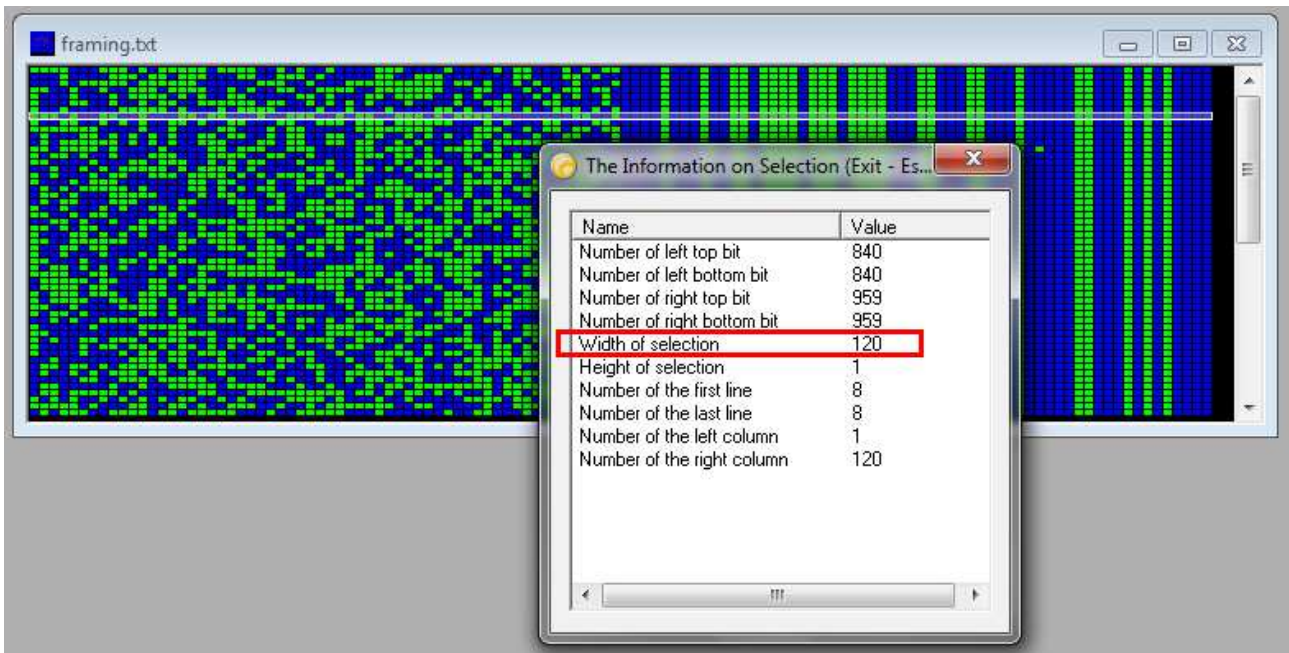 framing.txt
The Information on Selection (Exit - Es...
Name Value
Number of left top bit 840
Number of left bottom bit 840
Number of right top bit 959
Number of right bottom bit 959
Width of selection 120
Height of selection 1
Number of the first line 8
Number of the last line 8
Number of the left column 1
Number of the right column 120